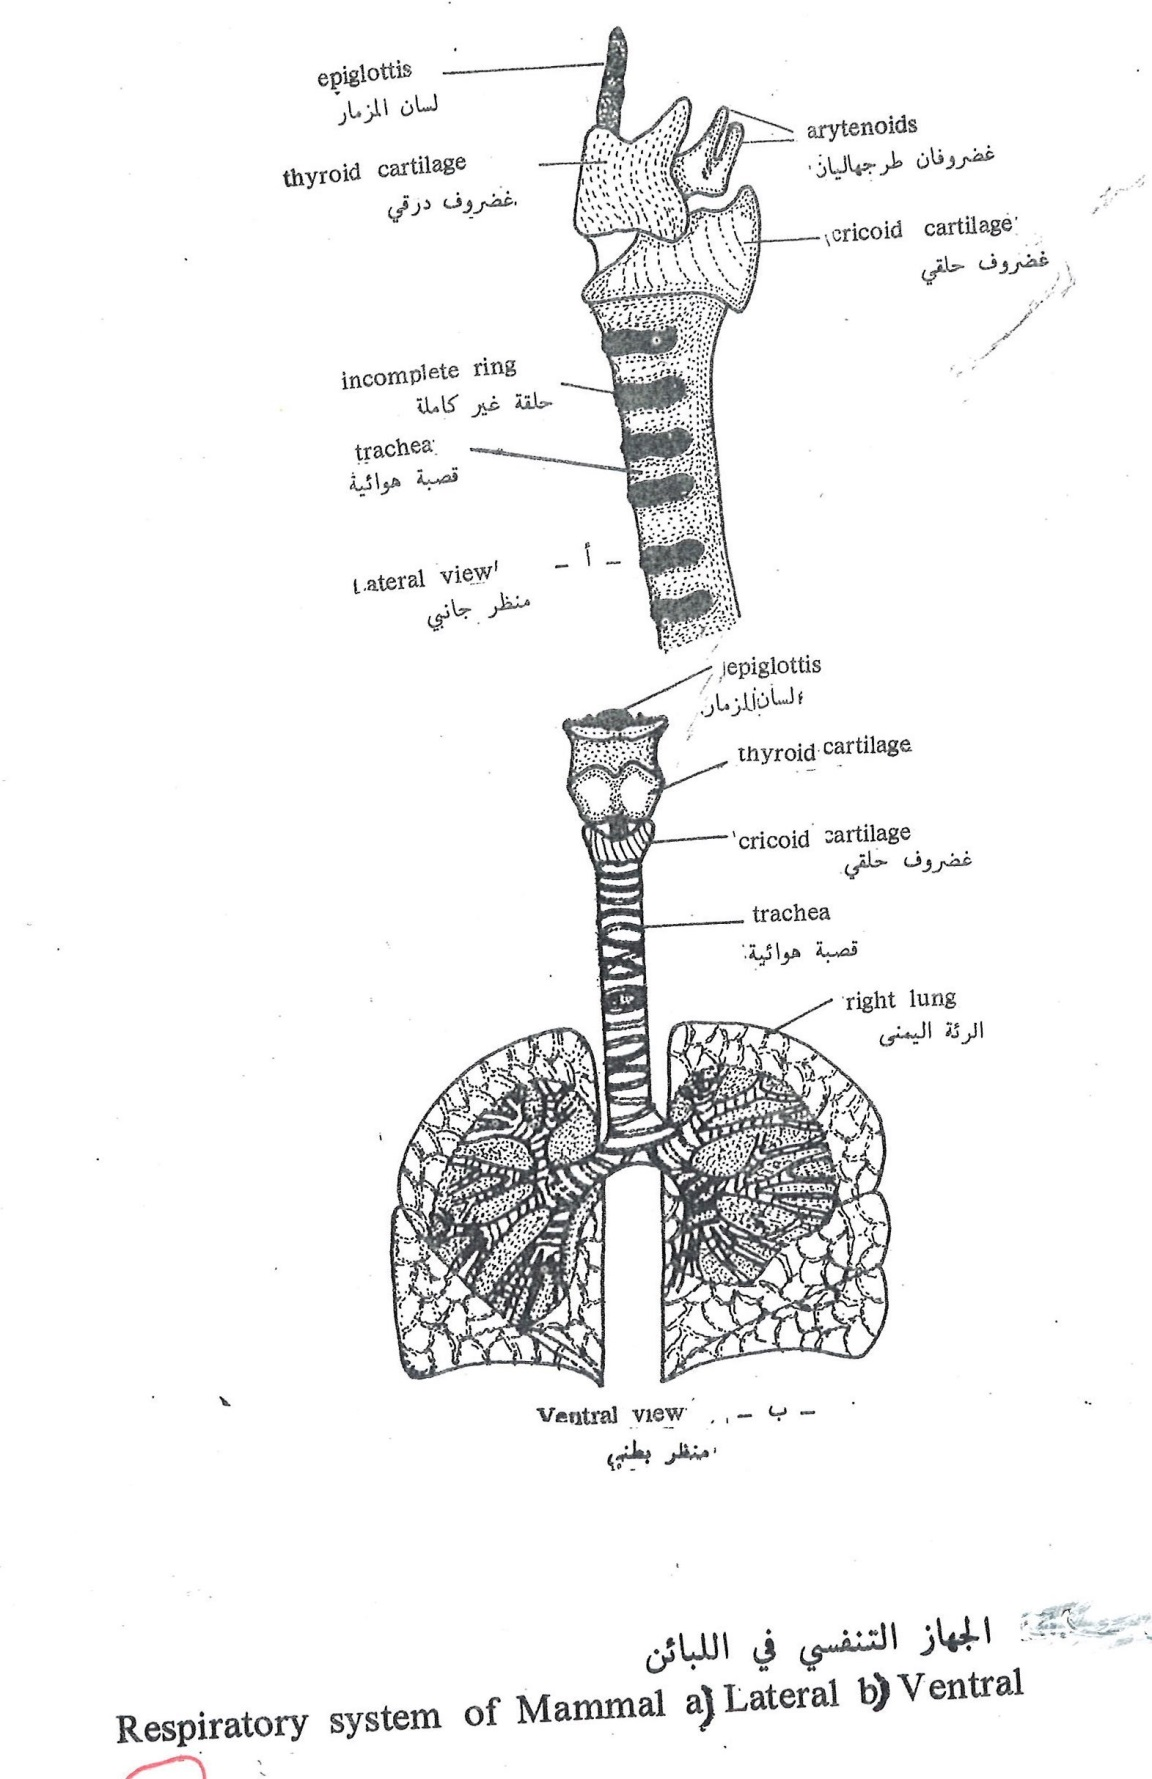 epiglottis
لسان المزمار
arytenoids
غضروفان طرجهاليان
thyroid cartilage
غضروف درقي
cricoid cartilage
غضروف حلقي
incomplete ring
حلقة غير كاملة
trachea
قصبة هوائية
– أ –
Lateral view
منظر جانبي
epiglottis
لسان المزمار
thyroid cartilage
cricoid cartilage
غضروف حلقي
trachea
قصبة هوائية
right lung
الرئة اليمنى
Ventral view – ب –
منظر بطني
الجهاز التنفسي في اللبائن
Respiratory system of Mammal a) Lateral b) Ventral